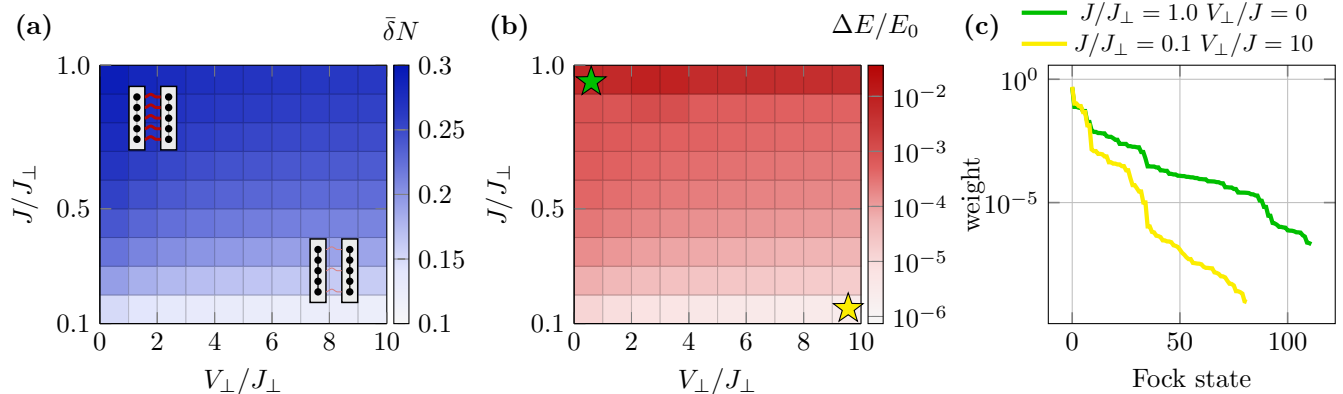 (a)
δ̄N
1.0
0.5
0.1
J/J⊥
0 2 4 6 8 10
V⊥/J⊥
0.3
0.25
0.2
0.15
0.1
(b)
ΔE/E₀
1.0
0.5
0.1
J/J⊥
0 2 4 6 8 10
V⊥/J⊥
10⁻²
10⁻³
10⁻⁴
10⁻⁵
10⁻⁶
(c)
J/J⊥ = 1.0 V⊥/J = 0
J/J⊥ = 0.1 V⊥/J = 10
10⁰
10⁻⁵
weight
0 50 100
Fock state